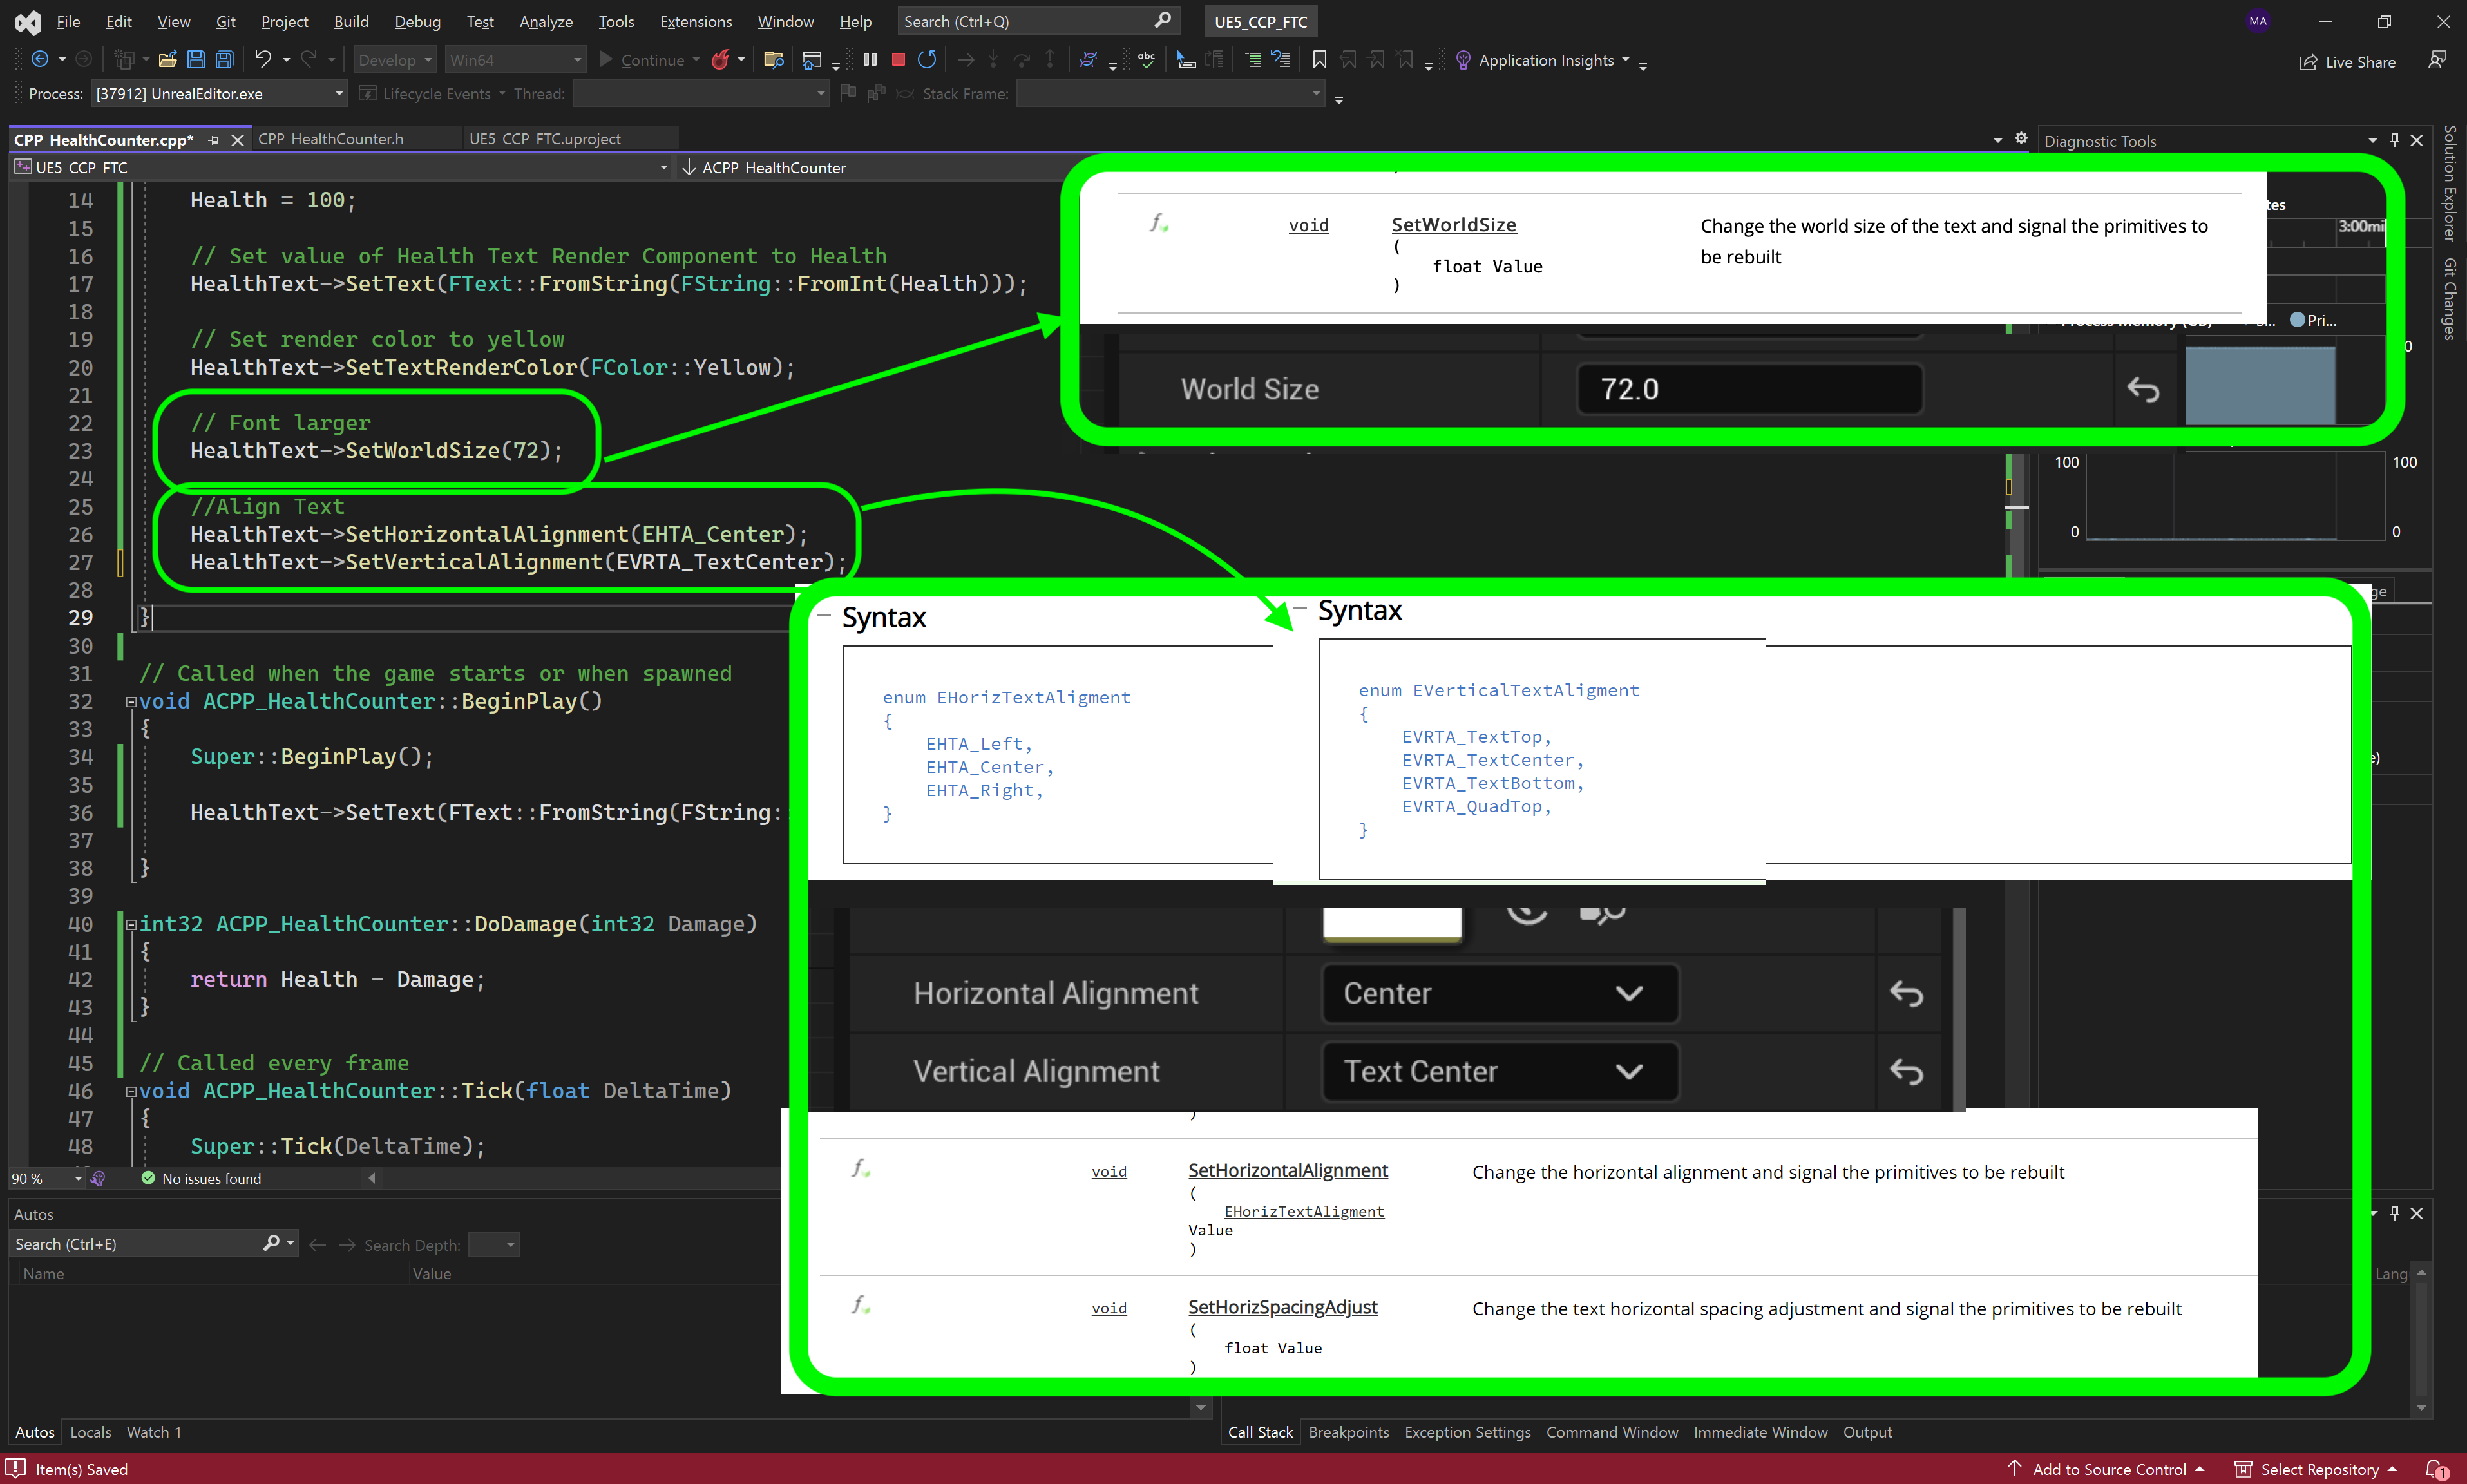 File Edit View Git Project Build Debug Test Analyze Tools Extensions Window Help Search (Ctrl+Q) UE5_CCP_FTC MA
Develop Win64 Continue Application Insights Live Share
Process: [37912] UnrealEditor.exe Lifecycle Events Thread: Stack Frame:
CPP_HealthCounter.cpp* CPP_HealthCounter.h UE5_CCP_FTC.uproject
UE5_CCP_FTC ACPP_HealthCounter
14 Health = 100;
15
16 // Set value of Health Text Render Component to Health
17 HealthText->SetText(FText::FromString(FString::FromInt(Health)));
18
19 // Set render color to yellow
20 HealthText->SetTextRenderColor(FColor::Yellow);
21
22 // Font larger
23 HealthText->SetWorldSize(72);
24
25 //Align Text
26 HealthText->SetHorizontalAlignment(EHTA_Center);
27 HealthText->SetVerticalAlignment(EVRTA_TextCenter);
28
29 }
30
31 // Called when the game starts or when spawned
32 void ACPP_HealthCounter::BeginPlay()
33 {
34 Super::BeginPlay();
35
36 HealthText->SetText(FText::FromString(FString:
37
38 }
39
40 int32 ACPP_HealthCounter::DoDamage(int32 Damage)
41 {
42 return Health - Damage;
43 }
44
45 // Called every frame
46 void ACPP_HealthCounter::Tick(float DeltaTime)
47 {
48 Super::Tick(DeltaTime);
90 % No issues found
void SetWorldSize
(
float Value
)
Change the world size of the text and signal the primitives to
be rebuilt
World Size 72.0
Diagnostic Tools
tes
3:00mi
Pri...
0
100 100
0 0
ge
e)
Solution Explorer
Git Changes
Syntax
enum EHorizTextAligment
{
EHTA_Left,
EHTA_Center,
EHTA_Right,
}
Syntax
enum EVerticalTextAligment
{
EVRTA_TextTop,
EVRTA_TextCenter,
EVRTA_TextBottom,
EVRTA_QuadTop,
}
Horizontal Alignment Center
Vertical Alignment Text Center
)
void SetHorizontalAlignment
(
EHorizTextAligment
Value
)
Change the horizontal alignment and signal the primitives to be rebuilt
void SetHorizSpacingAdjust
(
float Value
)
Change the text horizontal spacing adjustment and signal the primitives to be rebuilt
Autos
Search (Ctrl+E) Search Depth:
Name Value
Lang
Autos Locals Watch 1
Call Stack Breakpoints Exception Settings Command Window Immediate Window Output
Item(s) Saved Add to Source Control Select Repository 1